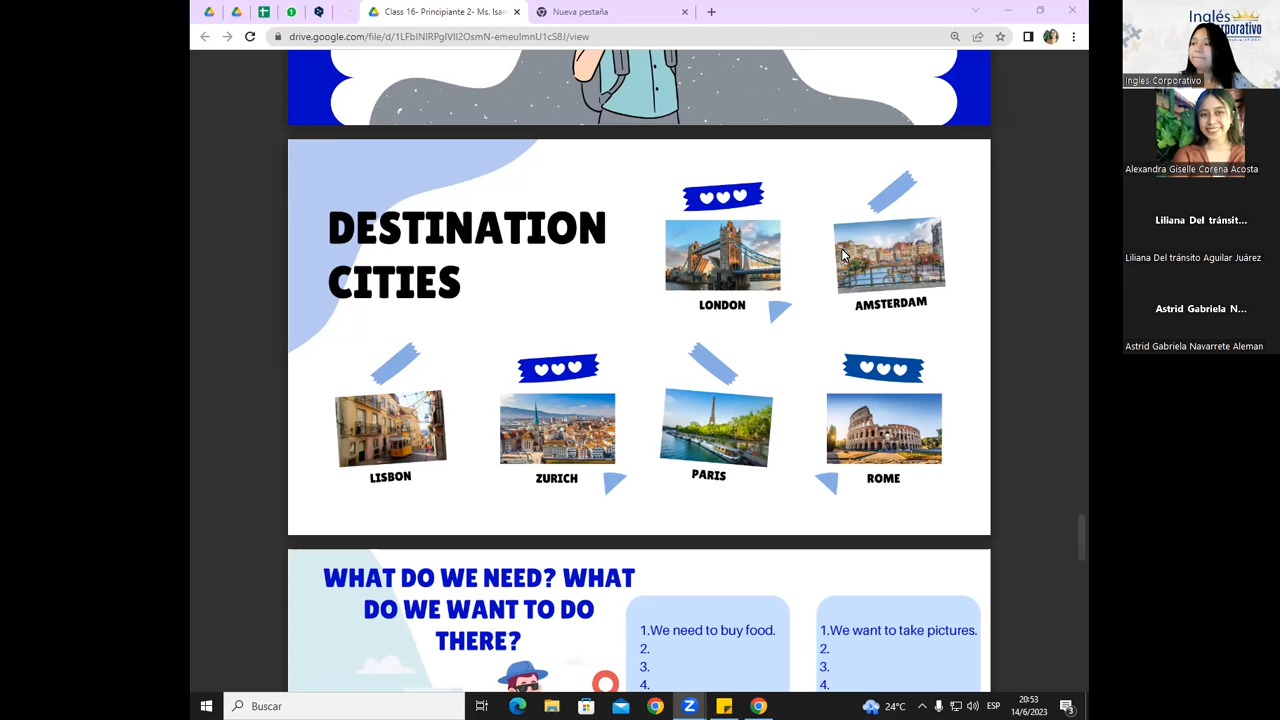 Class 16- Principiante 2- Ms. Isan
Nueva pestaña
drive.google.com/file/d/1LFbINIRPgIVlI2OsmN-emeuImnU1cS8J/view
DESTINATION
CITIES
LONDON
AMSTERDAM
LISBON
ZURICH
PARIS
ROME
WHAT DO WE NEED? WHAT
DO WE WANT TO DO
THERE?
1.We need to buy food.
2.
3.
4.
1.We want to take pictures.
2.
3.
4.
Inglés
Corporativo
Ingles Corporativo
Alexandra Giselle Corena Acosta
Liliana Del tránsit...
Liliana Del tránsito Aguilar Juárez
Astrid Gabriela N...
Astrid Gabriela Navarrete Aleman
Buscar
24°C
ESP
20:53
14/6/2023
3